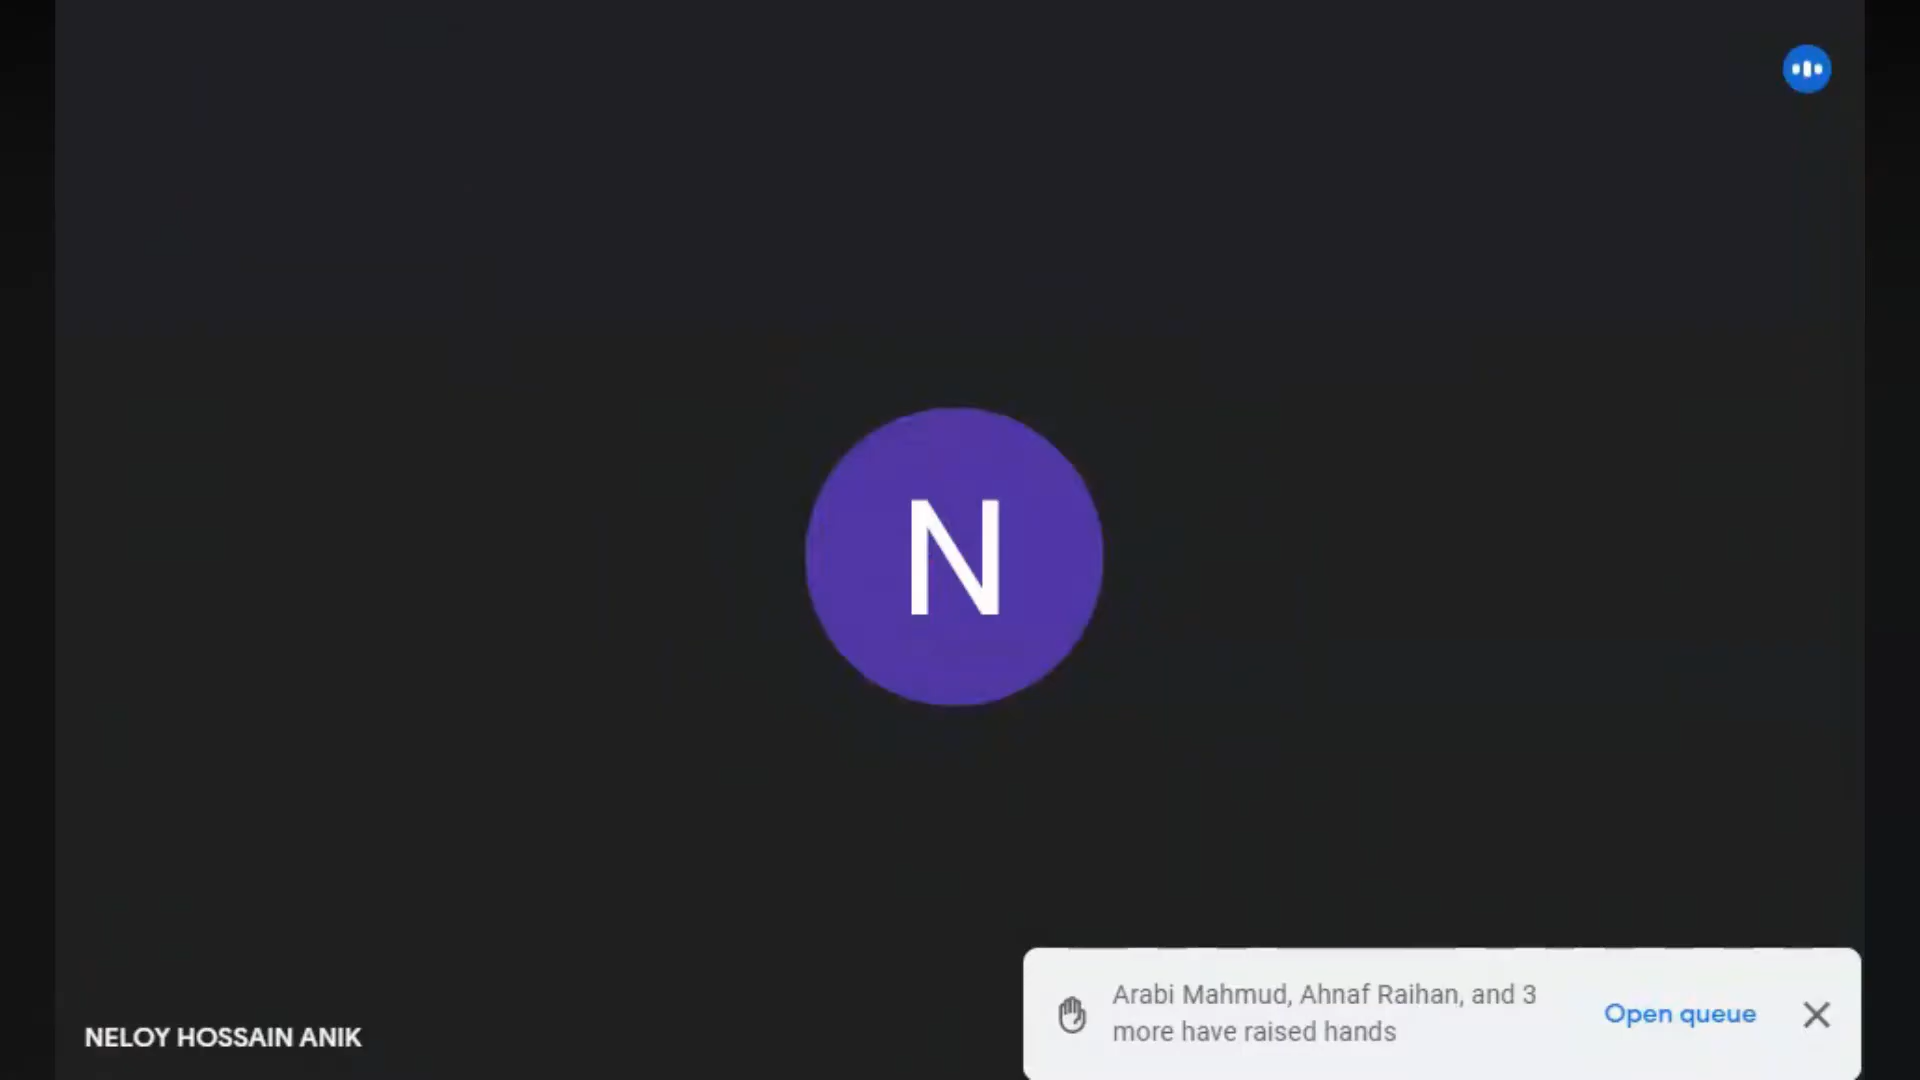 N
NELOY HOSSAIN ANIK
Arabi Mahmud, Ahnaf Raihan, and 3
more have raised hands
Open queue